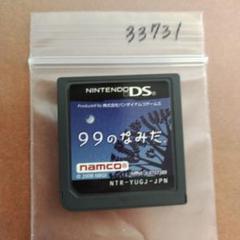 33731
NINTENDO DS
Produced by 株式会社バンダイナムコゲームス
99のなみだ
namco
NTR-YUGJ-JPN